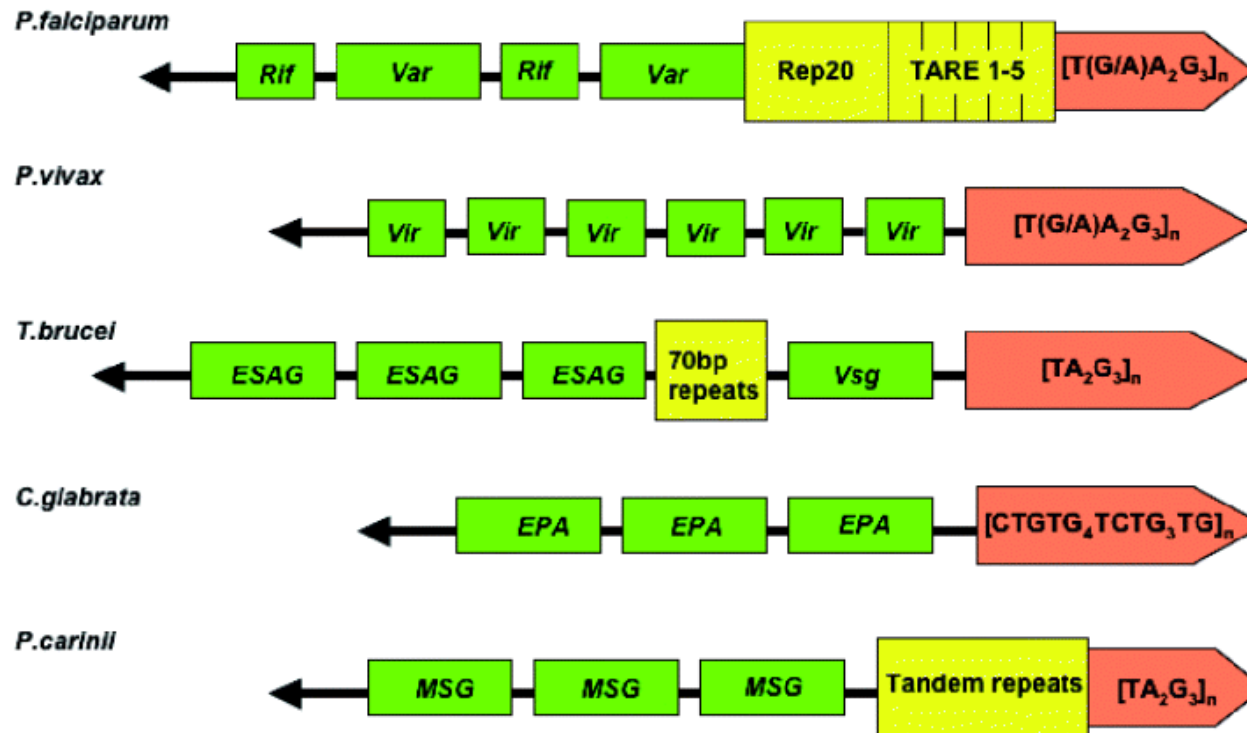 P.falciparum
Rif Var Rif Var Rep20 TARE 1-5 [T(G/A)A₂G₃]ₙ
P.vivax
Vir Vir Vir Vir Vir Vir [T(G/A)A₂G₃]ₙ
T.brucei
ESAG ESAG ESAG 70bp repeats Vsg [TA₂G₃]ₙ
C.glabrata
EPA EPA EPA [CTGTG₄TCTG₃TG]ₙ
P.carinii
MSG MSG MSG Tandem repeats [TA₂G₃]ₙ